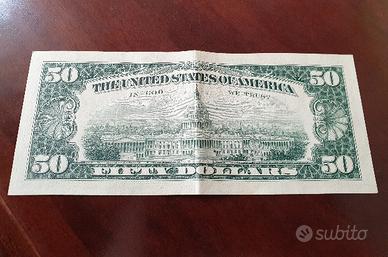 50 50
THE UNITED STATES OF AMERICA
IN GOD WE TRUST
50 50
FIFTY DOLLARS
subito